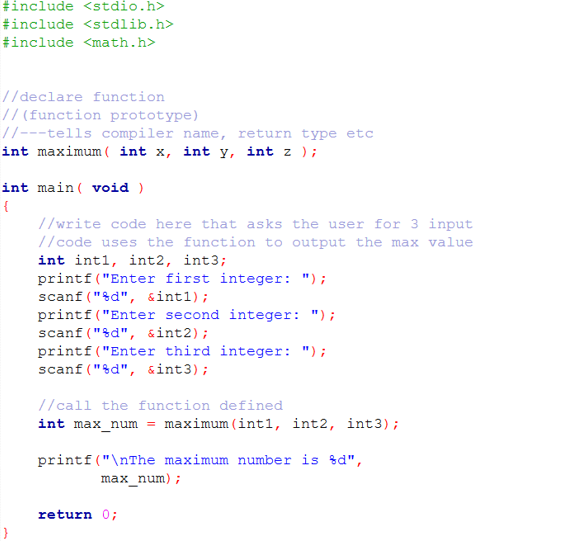 #include <stdio.h>
#include <stdlib.h>
#include <math.h>
//declare function
//(function prototype)
//---tells compiler name, return type etc
int maximum( int x, int y, int z );
int main( void )
{
//write code here that asks the user for 3 input
//code uses the function to output the max value
int int1, int2, int3;
printf("Enter first integer: ");
scanf("%d", &int1);
printf("Enter second integer: ");
scanf("%d", &int2);
printf("Enter third integer: ");
scanf("%d", &int3);
//call the function defined
int max_num = maximum(int1, int2, int3);
printf("\nThe maximum number is %d",
max_num);
return 0;
}